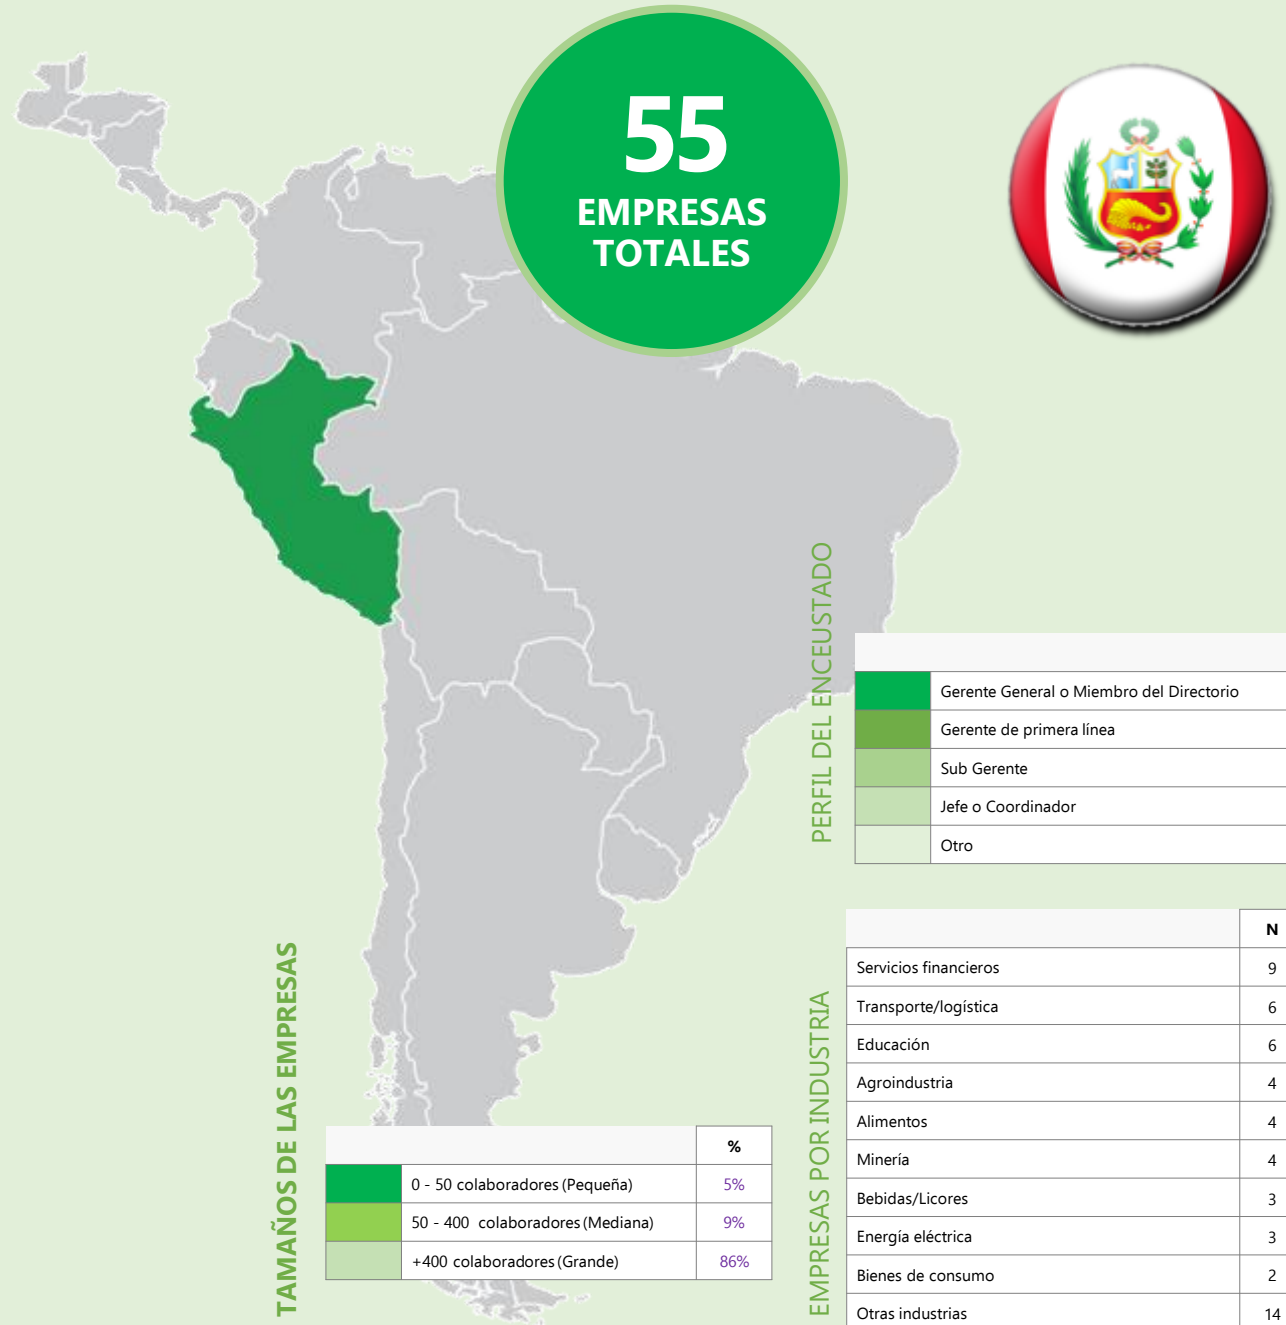 55
EMPRESAS
TOTALES
PERFIL DEL ENCEUSTADO
Gerente General o Miembro del Directorio
Gerente de primera línea
Sub Gerente
Jefe o Coordinador
Otro
TAMAÑOS DE LAS EMPRESAS
%
0 - 50 colaboradores (Pequeña) 5%
50 - 400 colaboradores (Mediana) 9%
+400 colaboradores (Grande) 86%
EMPRESAS POR INDUSTRIA
N
Servicios financieros 9
Transporte/logística 6
Educación 6
Agroindustria 4
Alimentos 4
Minería 4
Bebidas/Licores 3
Energía eléctrica 3
Bienes de consumo 2
Otras industrias 14